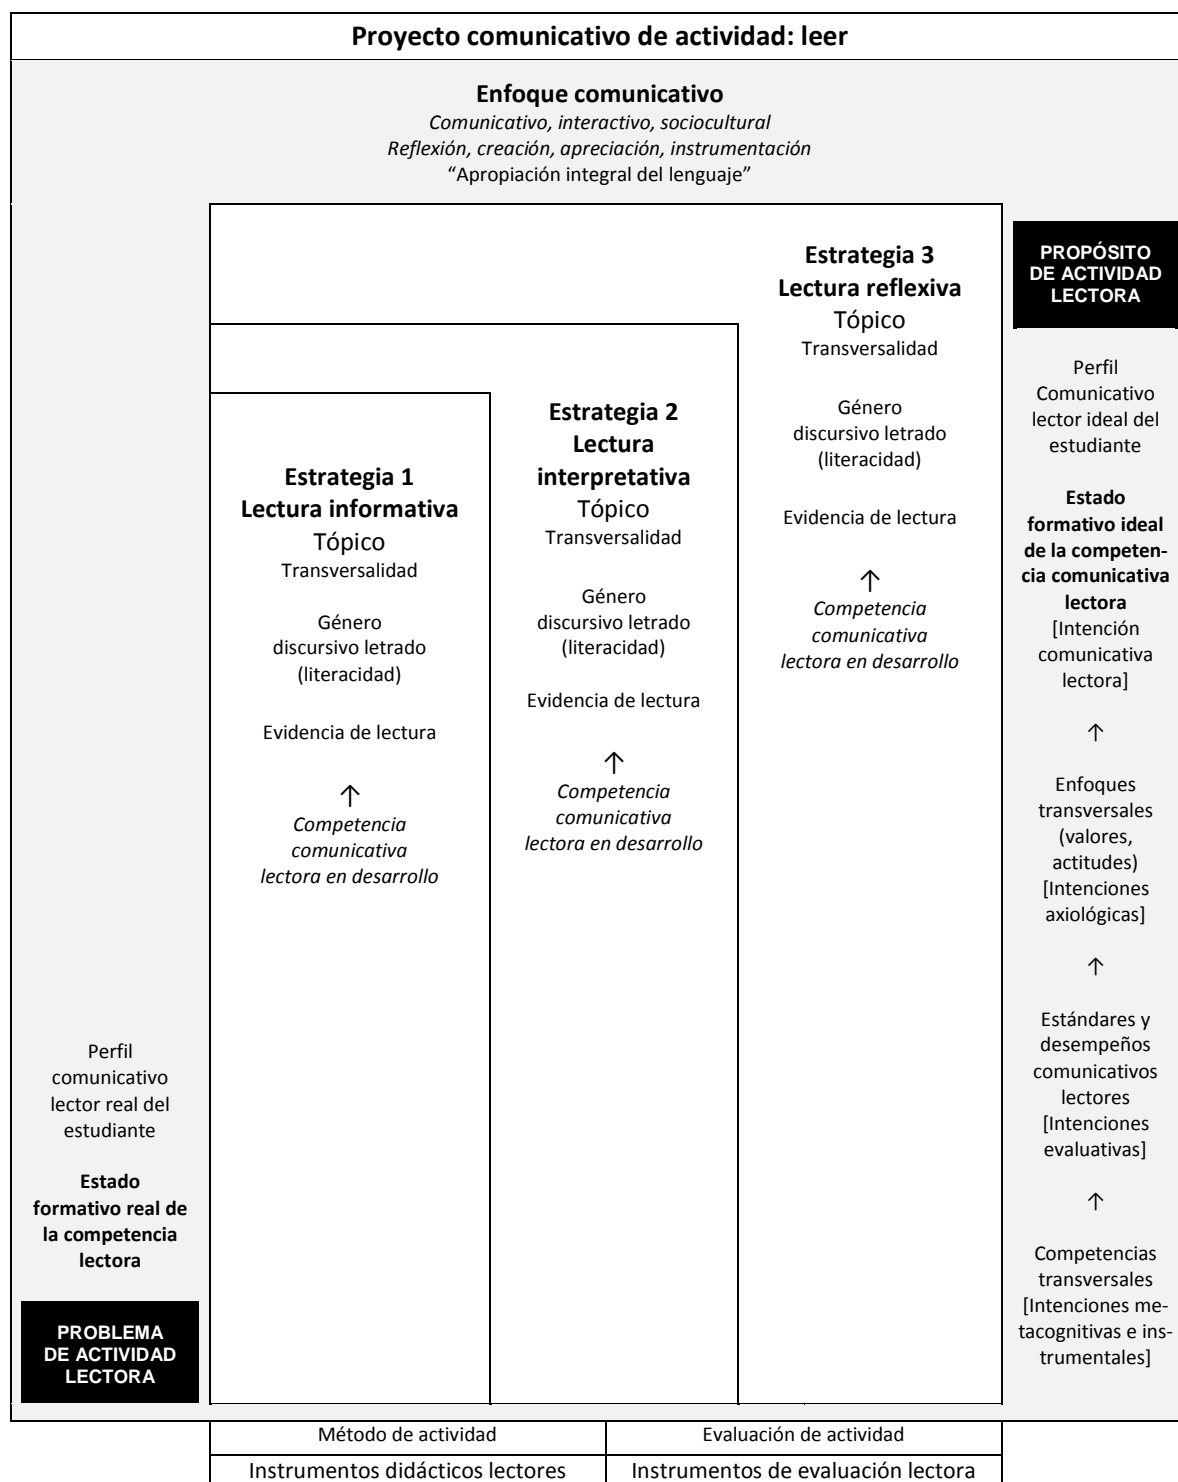 Proyecto comunicativo de actividad: leer
Enfoque comunicativo
Comunicativo, interactivo, sociocultural
Reflexión, creación, apreciación, instrumentación
“Apropiación integral del lenguaje”
Perfil
comunicativo
lector real del
estudiante
Estado
formativo real de
la competencia
lectora
PROBLEMA
DE ACTIVIDAD
LECTORA
Estrategia 1
Lectura informativa
Tópico
Transversalidad
Género
discursivo letrado
(literacidad)
Evidencia de lectura
↑
Competencia
comunicativa
lectora en desarrollo
Estrategia 2
Lectura
interpretativa
Tópico
Transversalidad
Género
discursivo letrado
(literacidad)
Evidencia de lectura
↑
Competencia
comunicativa
lectora en desarrollo
Estrategia 3
Lectura reflexiva
Tópico
Transversalidad
Género
discursivo letrado
(literacidad)
Evidencia de lectura
↑
Competencia
comunicativa
lectora en desarrollo
PROPÓSITO
DE ACTIVIDAD
LECTORA
Perfil
Comunicativo
lector ideal del
estudiante
Estado
formativo ideal
de la competen-
cia comunicativa
lectora
[Intención
comunicativa
lectora]
↑
Enfoques
transversales
(valores,
actitudes)
[Intenciones
axiológicas]
↑
Estándares y
desempeños
comunicativos
lectores
[Intenciones
evaluativas]
↑
Competencias
transversales
[Intenciones me-
tacognitivas e ins-
trumentales]
Método de actividad
Evaluación de actividad
Instrumentos didácticos lectores
Instrumentos de evaluación lectora